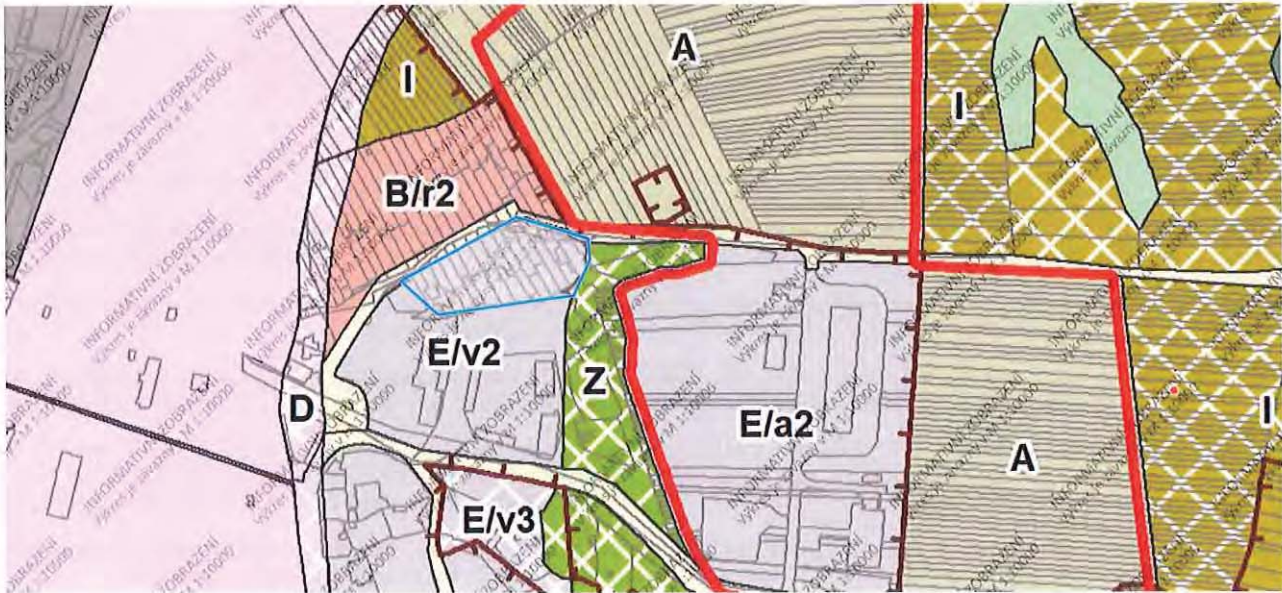 A
I
I
B/r2
E/v2
Z
D
E/a2
A
I
E/v3
INFORMATIVNÍ ZOBRAZENÍ
Výkres je závazný v M 1:10000